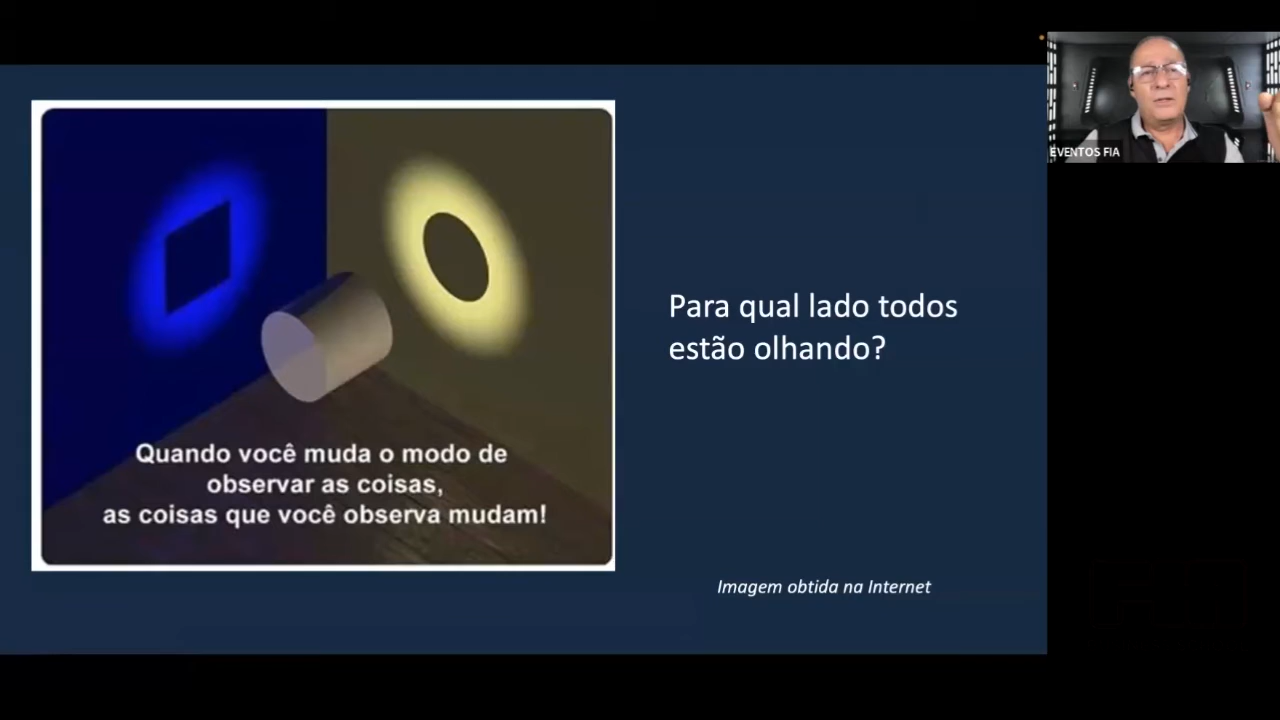 EVENTOS FIA
Para qual lado todos
estão olhando?
Quando você muda o modo de
observar as coisas,
as coisas que você observa mudam!
Imagem obtida na Internet